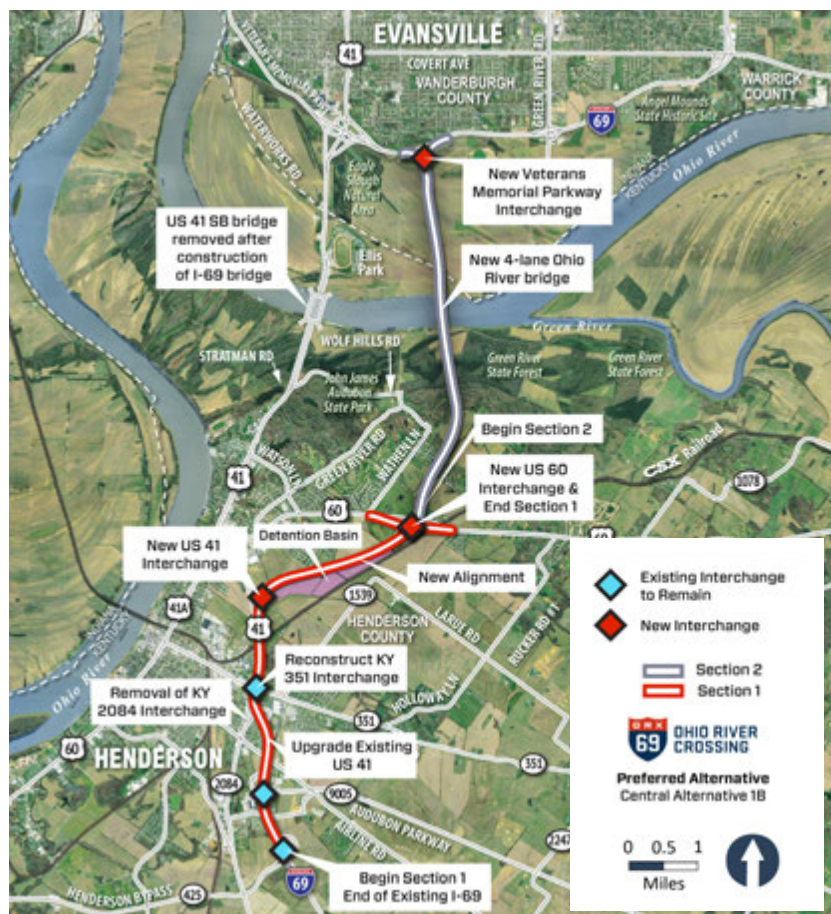 EVANSVILLE
41
COVERT AVE
VANDERBURGH
COUNTY
GREEN RIVER RD
WARRICK
COUNTY
VETERANS MEMORIAL PARKWAY
WATERWORKS RD
69
Angel Mounds
State Historic Site
INDIANA
KENTUCKY
Ohio River
Eagle
Slough
Natural
Area
New Veterans
Memorial Parkway
Interchange
US 41 SB bridge
removed after
construction
of I-69 bridge
Ellis
Park
New 4-lane Ohio
River bridge
Green River
STRATMAN RD
WOLF HILLS RD
John James
Audubon
State Park
Green River
State Forest
Green River
State Forest
Begin Section 2
WATSON LN
GREEN RIVER RD
WATHEN LN
CSX Railroad
41
1078
New US 60
Interchange &
End Section 1
60
60
Detention Basin
New US 41
Interchange
New Alignment
41A
1539
41
HENDERSON
COUNTY
LARUE RD
RUCKER RD #1
INDIANA
KENTUCKY
Ohio River
Reconstruct KY
351 Interchange
Removal of KY
2084 Interchange
HOLLOWAY LN
351
60
HENDERSON
Upgrade Existing
US 41
351
2084
9005
AUDUBON PARKWAY
AIRLINE RD
2247
HENDERSON BYPASS
425
69
Begin Section 1
End of Existing I-69
Existing Interchange
to Remain
New Interchange
Section 2
Section 1
ORX
69
OHIO RIVER
CROSSING
Preferred Alternative
Central Alternative 1B
0 0.5 1
Miles